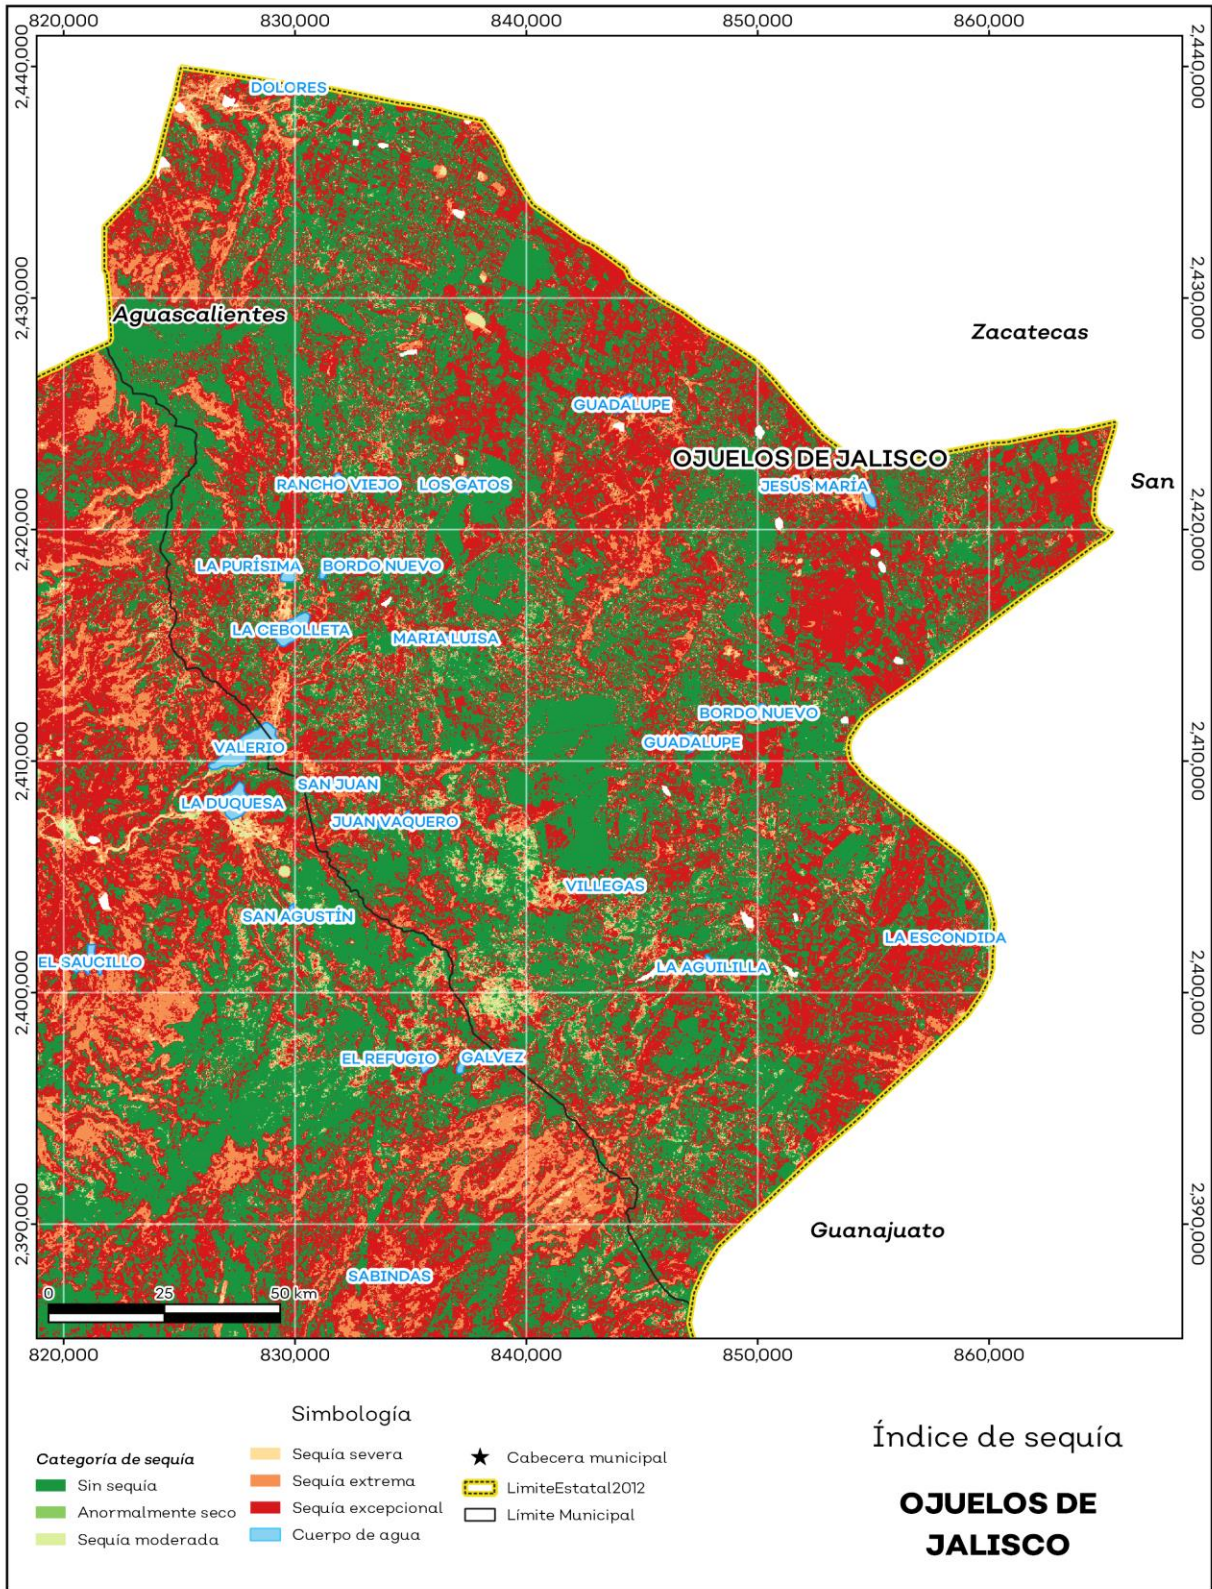 820,000 830,000 840,000 850,000 860,000
2,440,000 2,440,000
DOLORES
2,430,000 2,430,000
Aguascalientes
Zacatecas
GUADALUPE
OJUELOS DE JALISCO
RANCHO VIEJO LOS GATOS JESÚS MARÍA San
2,420,000 2,420,000
LA PURÍSIMA BORDO NUEVO
LA CEBOLLETA MARIA LUISA
BORDO NUEVO
VALERIO GUADALUPE
2,410,000 2,410,000
SAN JUAN
LA DUQUESA
JUAN VAQUERO
VILLEGAS
SAN AGUSTÍN
LA ESCONDIDA
EL SAUCILLO LA AGUILILLA
2,400,000 2,400,000
EL REFUGIO GALVEZ
2,390,000 2,390,000
Guanajuato
SABINDAS
0 25 50 km
820,000 830,000 840,000 850,000 860,000
Simbología
Categoría de sequía
Sin sequía
Anormalmente seco
Sequía moderada
Sequía severa
Sequía extrema
Sequía excepcional
Cuerpo de agua
Cabecera municipal
LimiteEstatal2012
Límite Municipal
Índice de sequía
OJUELOS DE
JALISCO